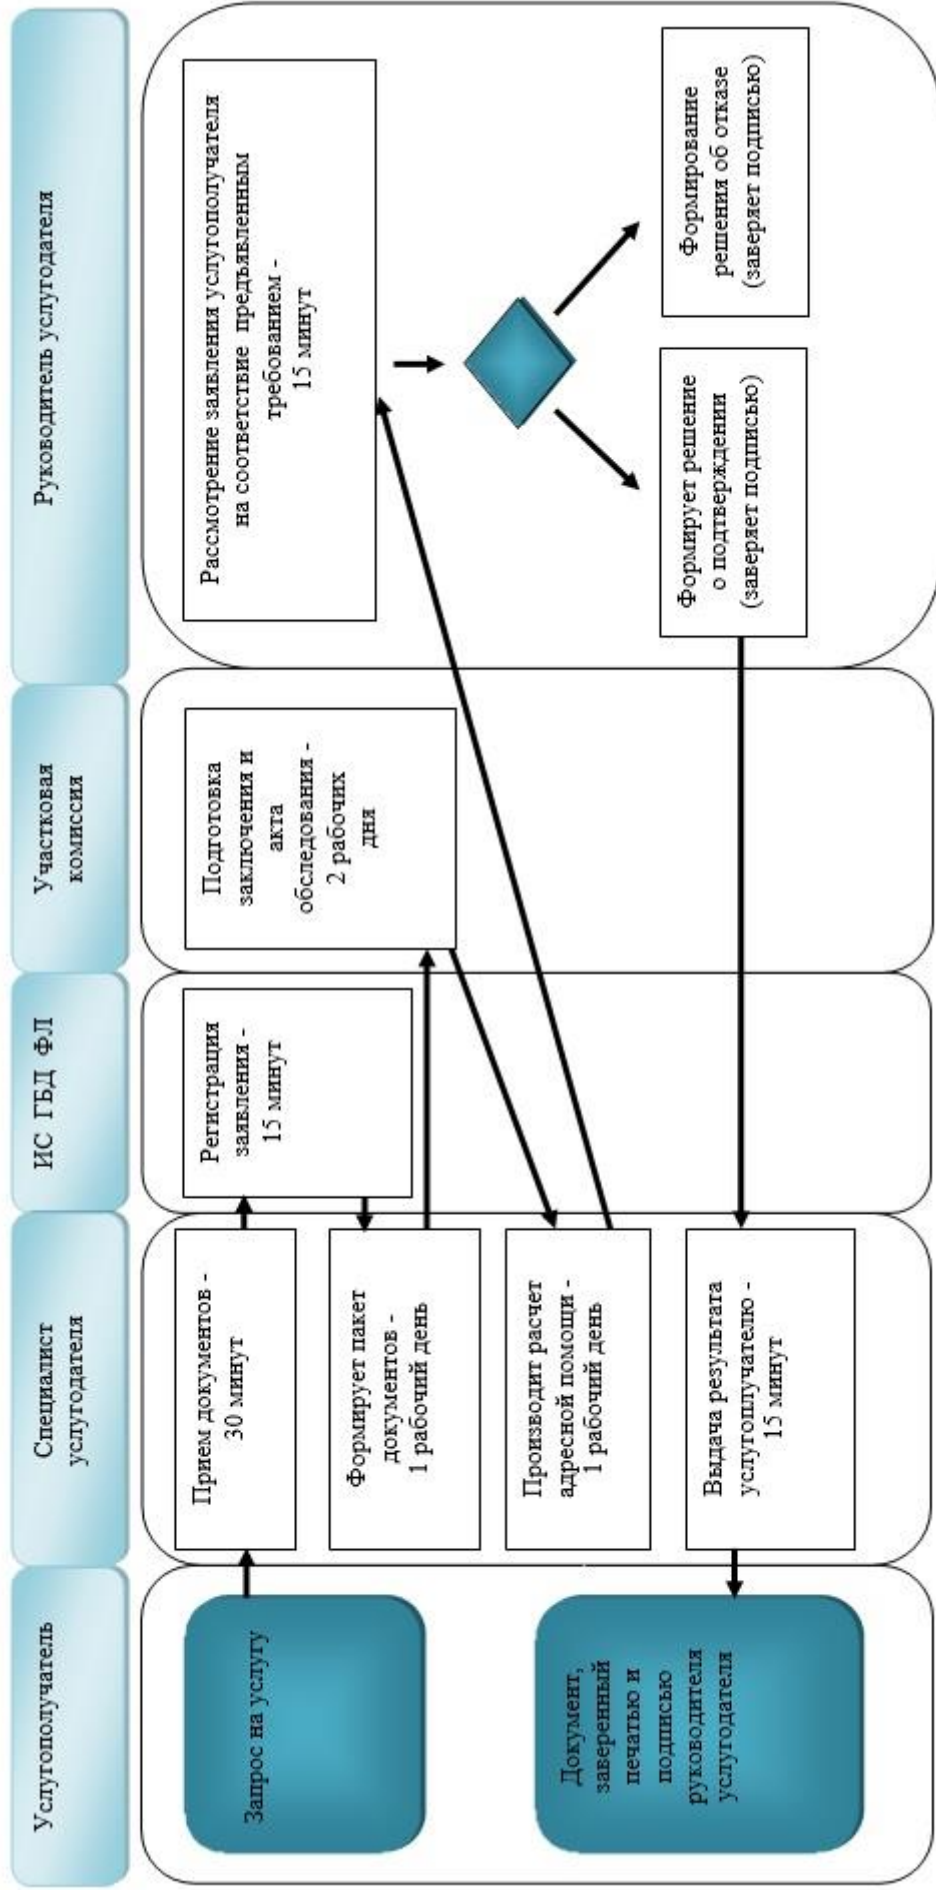 Услугополучатель
Специалист
услугодателя
ИС ГБД ФЛ
Участковая
комиссия
Руководитель услугодателя
Запрос на услугу
Документ,
заверенный
печатью и
подписью
руководителя
услугодателя
Прием документов -
30 минут
Формирует пакет
документов -
1 рабочий день
Производит расчет
адресной помощи -
1 рабочий день
Выдача результата
услугоплучателю -
15 минут
Регистрация
заявления -
15 минут
Подготовка
заключения и
акта
обследования -
2 рабочих
дня
Рассмотрение заявления услугополучателя
на соответствие предъявленным
требованием -
15 минут
Формирует решение
о подтверждении
(заверяет подписью)
Формирование
решения об отказе
(заверяет подписью)